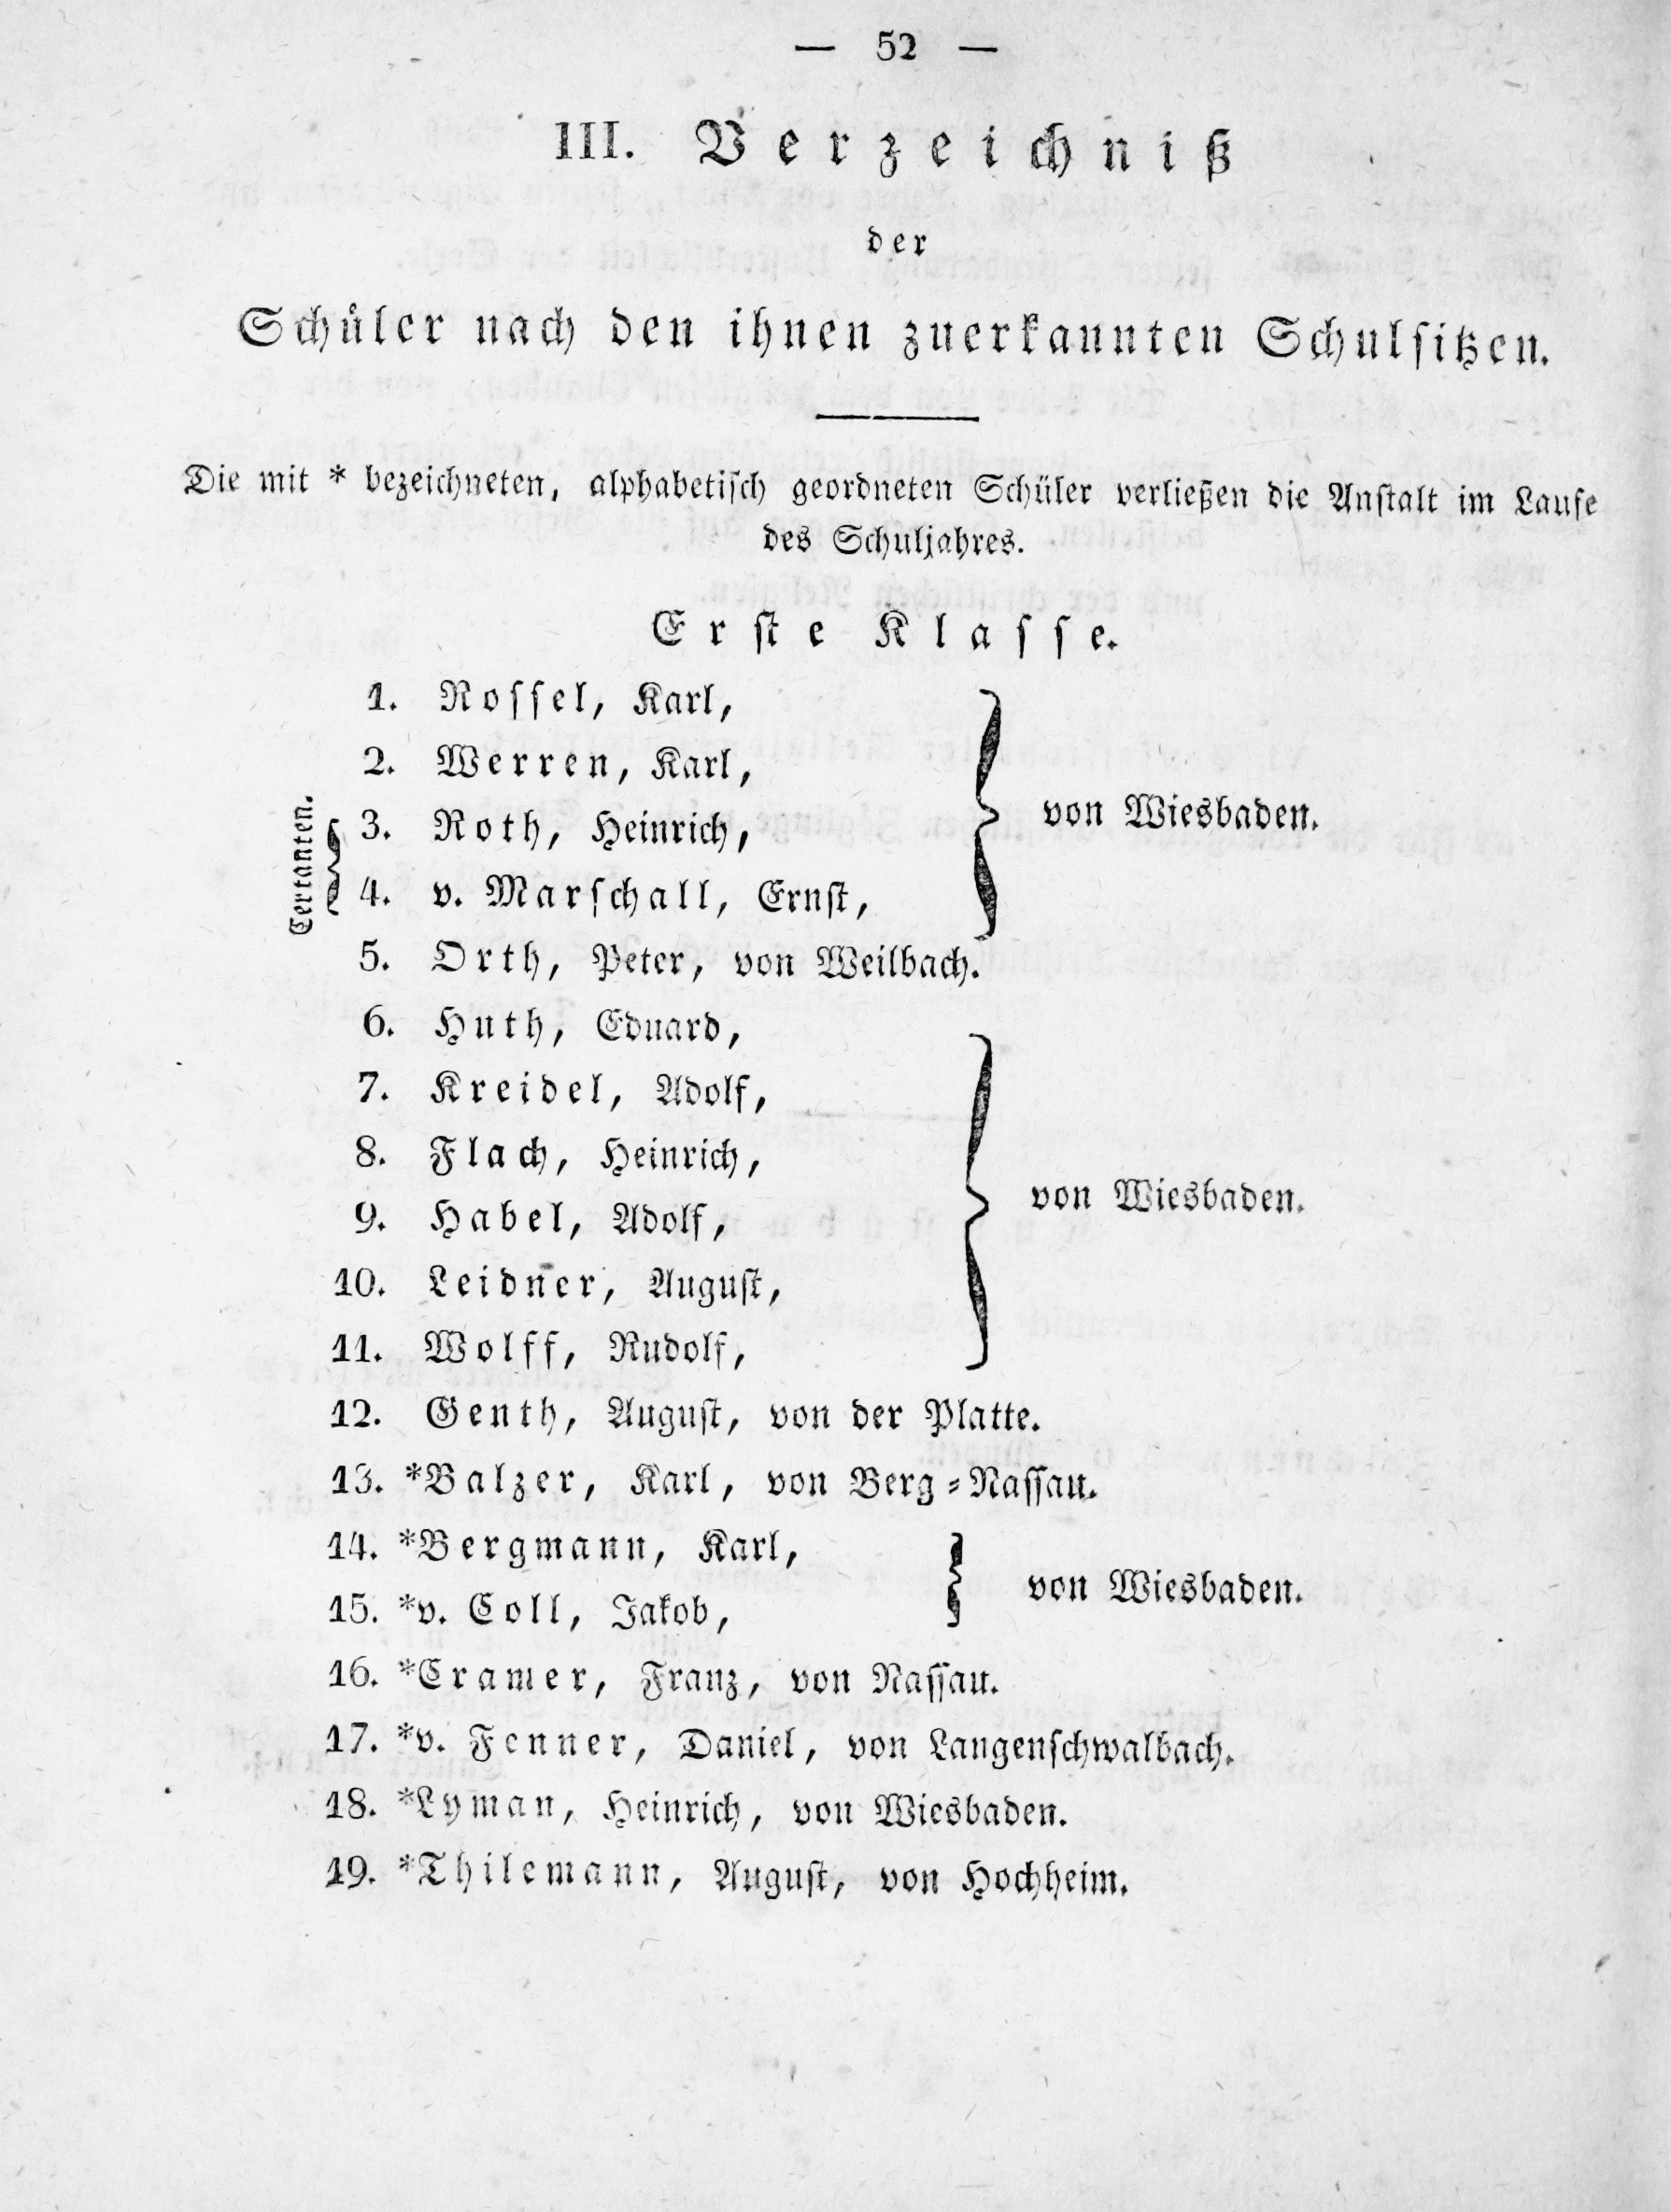 — 52 —
III. Verzeichniß
der
Schüler nach den ihnen zuerkannten Schulsitzen.
Die mit * bezeichneten, alphabetisch geordneten Schüler verließen die Anstalt im Laufe
des Schuljahres.
Erste Klasse.
1. Rossel, Karl,
2. Werren, Karl,
von Wiesbaden.
Certanten.
3. Roth, Heinrich,
4. v. Marschall, Ernst,
5. Orth, Peter, von Weilbach.
6. Huth, Eduard,
7. Kreidel, Adolf,
8. Flach, Heinrich,
von Wiesbaden.
9. Habel, Adolf,
10. Leidner, August,
11. Wolff, Rudolf,
12. Genth, August, von der Platte.
13. *Balzer, Karl, von Berg-Nassau.
14. *Bergmann, Karl,
von Wiesbaden.
15. *v. Coll, Jakob,
16. *Cramer, Franz, von Nassau.
17. *v. Fenner, Daniel, von Langenschwalbach.
18. *Lyman, Heinrich, von Wiesbaden.
19. *Thilemann, August, von Hochheim.